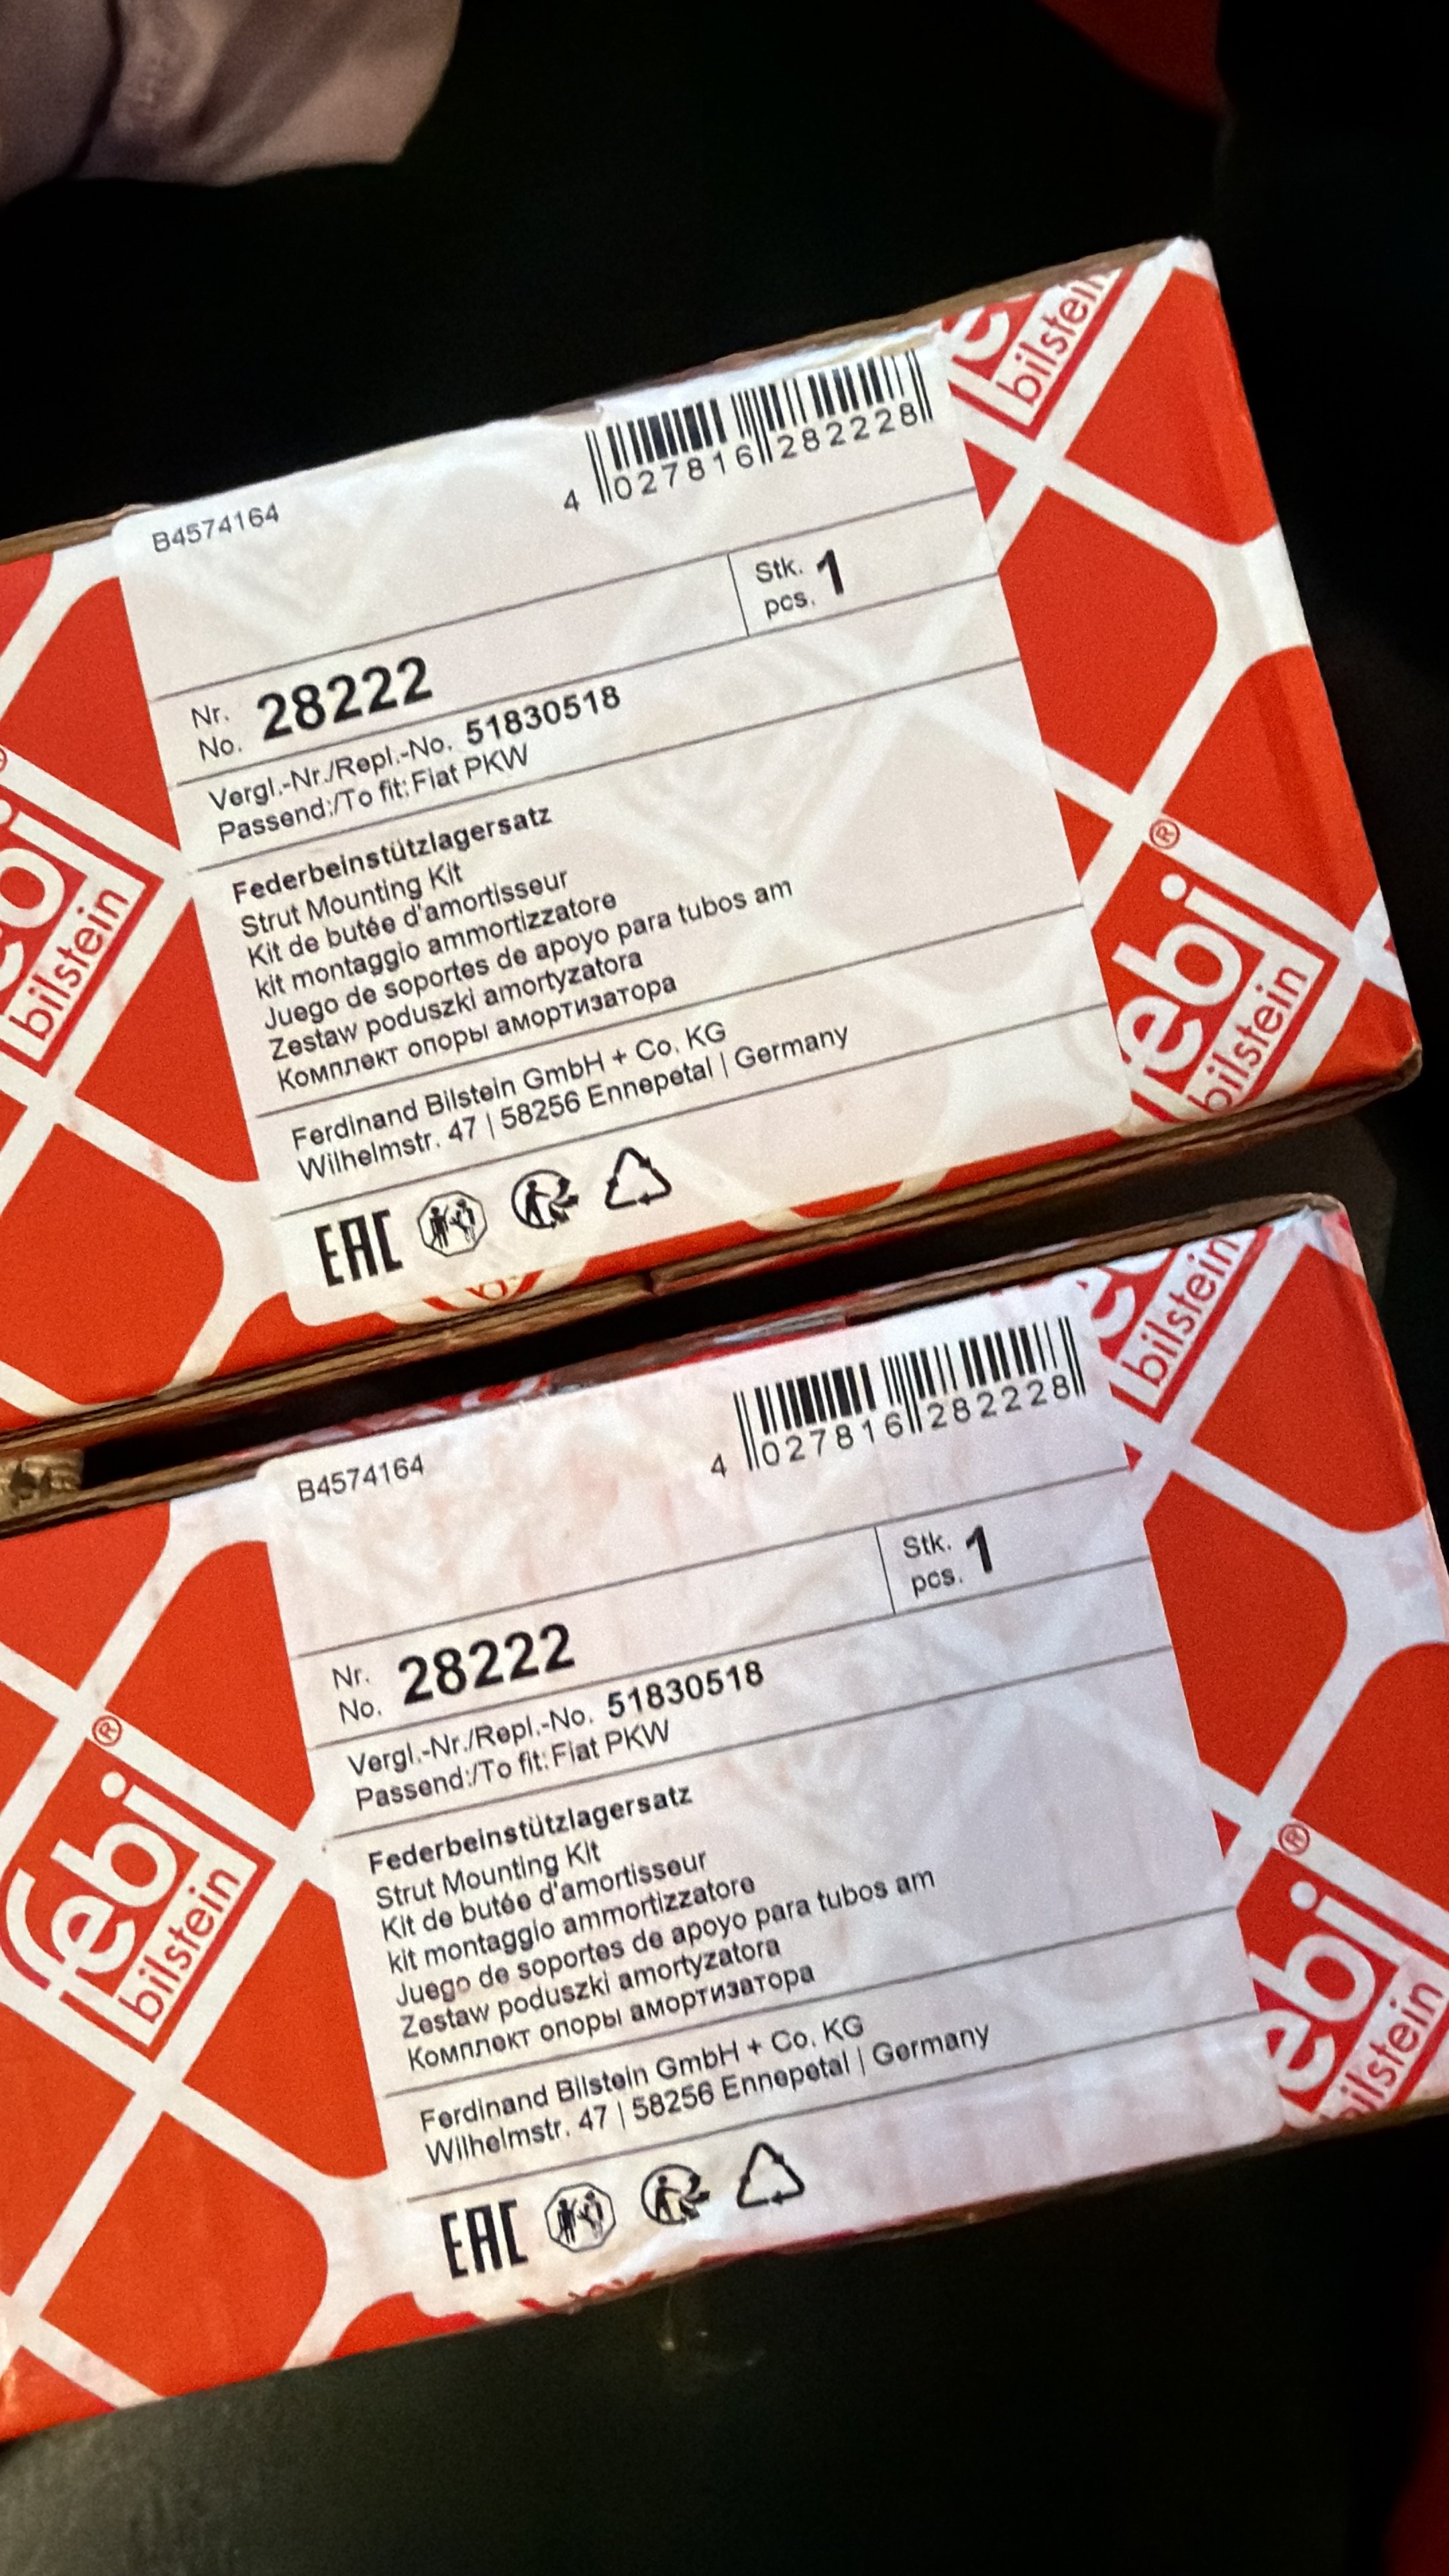 bilstein
4 027816 282228
B4574164
Stk.
pcs. 1
Nr.
No. 28222
Vergl.-Nr./Repl.-No. 51830518
Passend:/To fit: Fiat PKW
Federbeinstützlagersatz
Strut Mounting Kit
Kit de butée d'amortisseur
kit montaggio ammortizzatore
Juego de soportes de apoyo para tubos am
Zestaw poduszki amortyzatora
Комплект опоры амортизатора
Ferdinand Bilstein GmbH + Co. KG
Wilhelmstr. 47 | 58256 Ennepetal | Germany
EAC
bilstein
febi®
bilstein
bilstein
4 027816 282228
B4574164
Stk.
pcs. 1
Nr.
No. 28222
Vergl.-Nr./Repl.-No. 51830518
Passend:/To fit: Fiat PKW
Federbeinstützlagersatz
Strut Mounting Kit
Kit de butée d'amortisseur
kit montaggio ammortizzatore
Juego de soportes de apoyo para tubos am
Zestaw poduszki amortyzatora
Комплект опоры амортизатора
Ferdinand Bilstein GmbH + Co. KG
Wilhelmstr. 47 | 58256 Ennepetal | Germany
EAC
febi®
bilstein
ebi®
bilstein